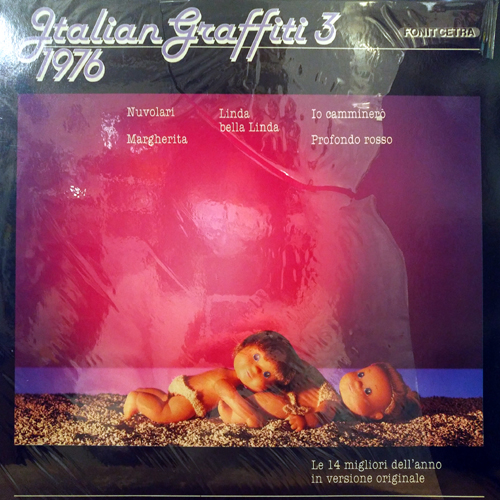 Italian Graffiti 3
1976
FONIT CETRA
Nuvolari
Linda
bella Linda
Io camminerò
Margherita
Profondo rosso
Le 14 migliori dell'anno
in versione originale